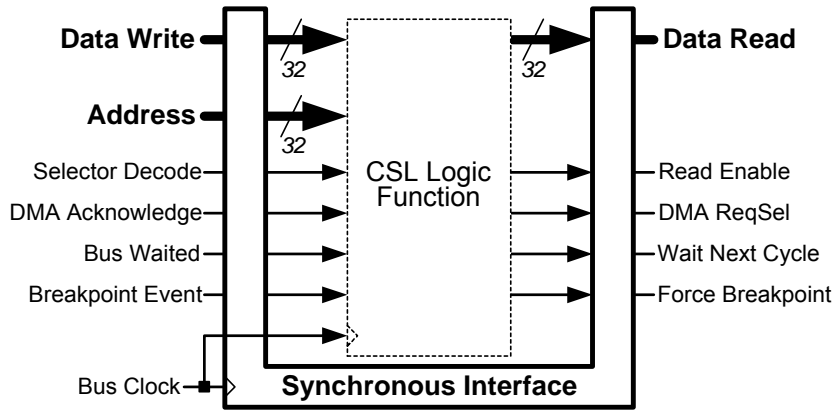 Data Write
32
32
Data Read
Address
32
Selector Decode
CSL Logic
Function
Read Enable
DMA Acknowledge
DMA ReqSel
Bus Waited
Wait Next Cycle
Breakpoint Event
Force Breakpoint
Bus Clock
Synchronous Interface